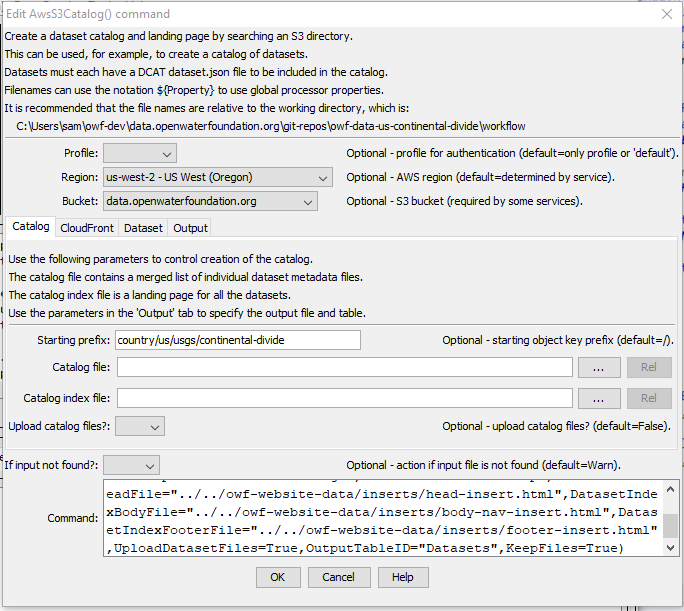 Edit AwsS3Catalog() command
Create a dataset catalog and landing page by searching an S3 directory.
This can be used, for example, to create a catalog of datasets.
Datasets must each have a DCAT dataset.json file to be included in the catalog.
Filenames can use the notation ${Property} to use global processor properties.
It is recommended that the file names are relative to the working directory, which is:
C:\Users\sam\owf-dev\data.openwaterfoundation.org\git-repos\owf-data-us-continental-divide\workflow
Profile: Optional - profile for authentication (default=only profile or 'default').
Region: us-west-2 - US West (Oregon) Optional - AWS region (default=determined by service).
Bucket: data.openwaterfoundation.org Optional - S3 bucket (required by some services).
Catalog CloudFront Dataset Output
Use the following parameters to control creation of the catalog.
The catalog file contains a merged list of individual dataset metadata files.
The catalog index file is a landing page for all the datasets.
Use the parameters in the 'Output' tab to specify the output file and table.
Starting prefix: country/us/usgs/continental-divide Optional - starting object key prefix (default=/).
Catalog file: ... Rel
Catalog index file: ... Rel
Upload catalog files?: Optional - upload catalog files? (default=False).
If input not found?: Optional - action if input file is not found (default=Warn).
Command:
eadFile="../../owf-website-data/inserts/head-insert.html",DatasetInde
xBodyFile="../../owf-website-data/inserts/body-nav-insert.html",Datas
etIndexFooterFile="../../owf-website-data/inserts/footer-insert.html"
,UploadDatasetFiles=True,OutputTableID="Datasets",KeepFiles=True)
OK Cancel Help